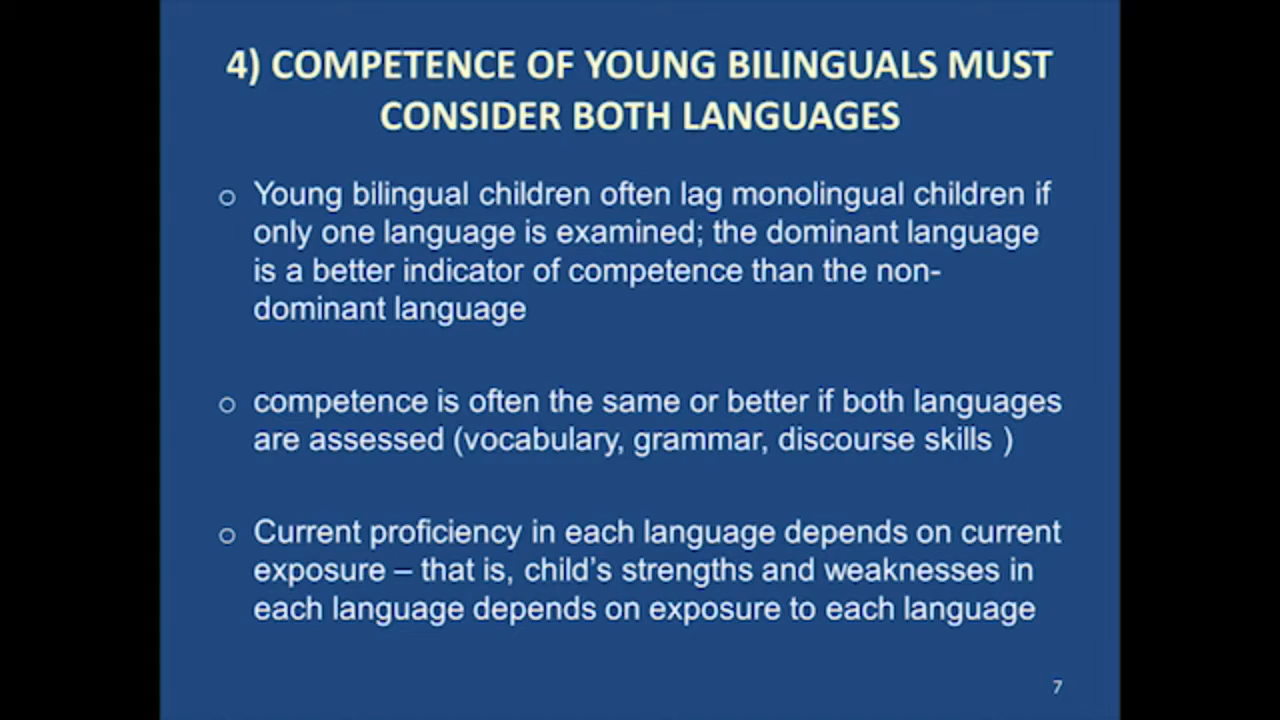 4) COMPETENCE OF YOUNG BILINGUALS MUST
CONSIDER BOTH LANGUAGES
o Young bilingual children often lag monolingual children if
only one language is examined; the dominant language
is a better indicator of competence than the non-
dominant language
o competence is often the same or better if both languages
are assessed (vocabulary, grammar, discourse skills )
o Current proficiency in each language depends on current
exposure – that is, child’s strengths and weaknesses in
each language depends on exposure to each language
7